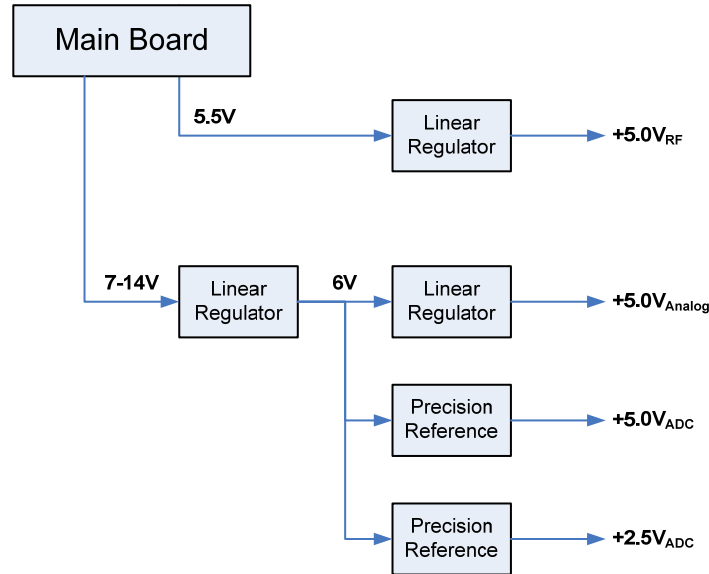 Main Board
5.5V
Linear
Regulator
+5.0VRF
7-14V
Linear
Regulator
6V
Linear
Regulator
+5.0VAnalog
Precision
Reference
+5.0VADC
Precision
Reference
+2.5VADC